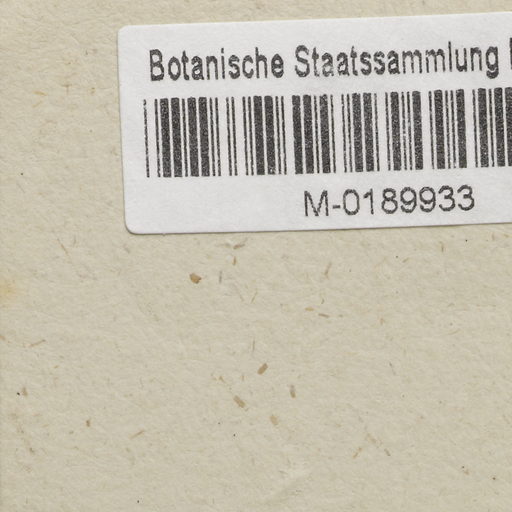 Botanische Staatssammlung
M-0189933